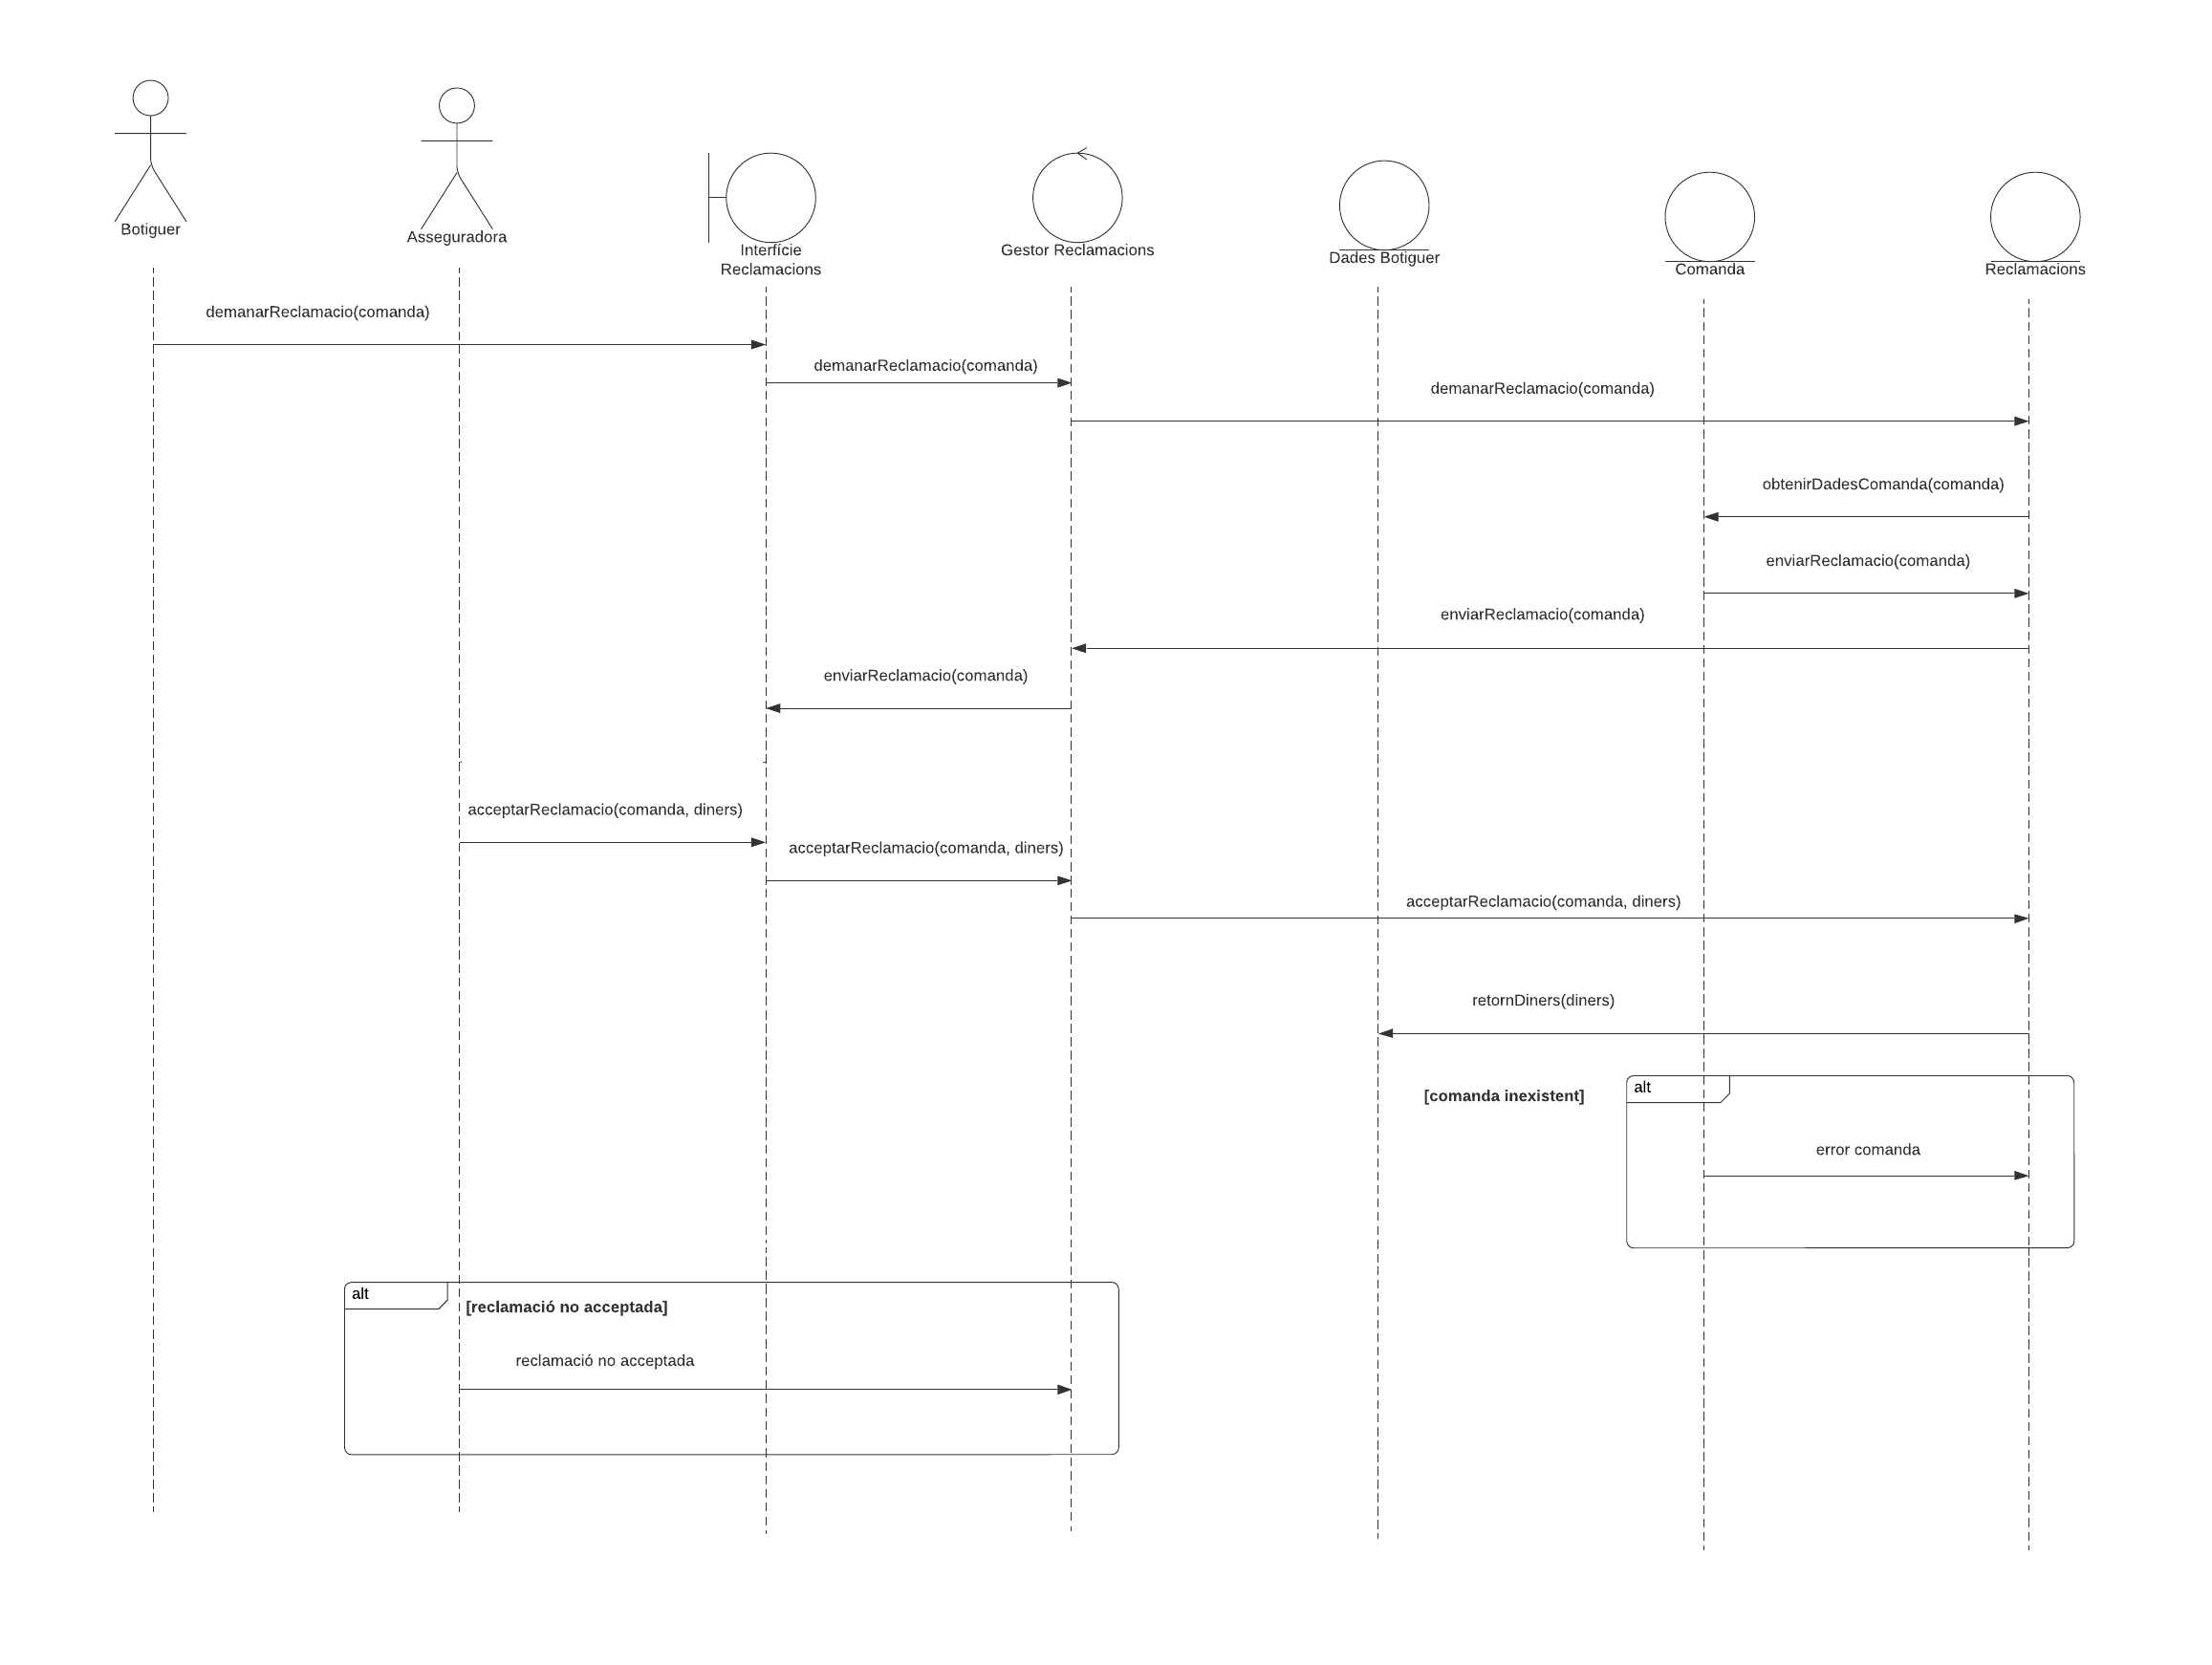 Botiguer
Asseguradora
Interfície
Reclamacions
Gestor Reclamacions
Dades Botiguer
Comanda
Reclamacions
demanarReclamacio(comanda)
demanarReclamacio(comanda)
demanarReclamacio(comanda)
obtenirDadesComanda(comanda)
enviarReclamacio(comanda)
enviarReclamacio(comanda)
enviarReclamacio(comanda)
acceptarReclamacio(comanda, diners)
acceptarReclamacio(comanda, diners)
acceptarReclamacio(comanda, diners)
retornDiners(diners)
[comanda inexistent]
alt
error comanda
alt
[reclamació no acceptada]
reclamació no acceptada